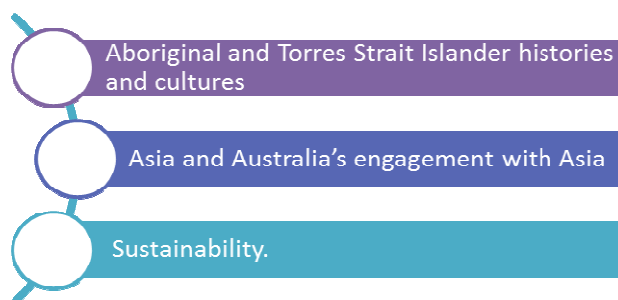 Aboriginal and Torres Strait Islander histories
and cultures
Asia and Australia's engagement with Asia
Sustainability.